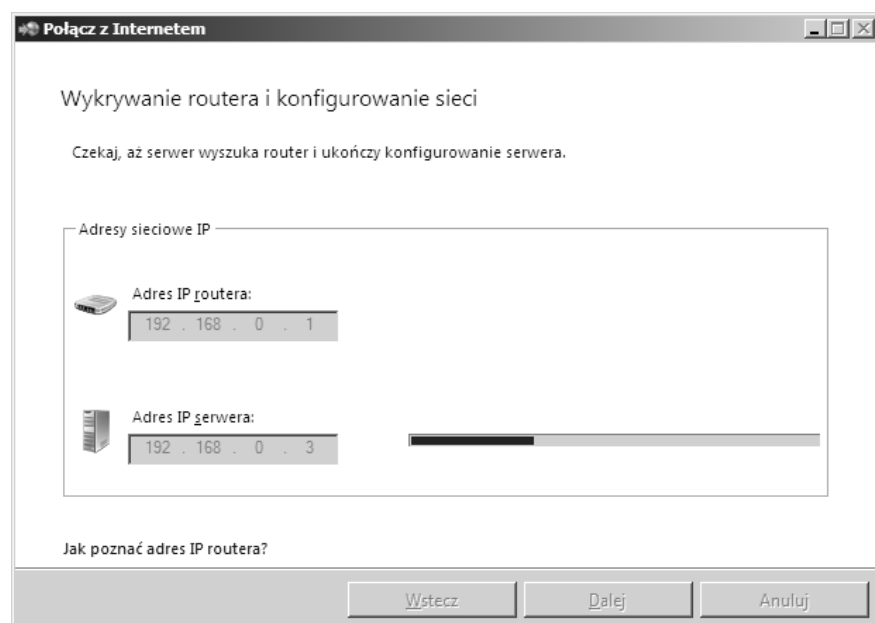 Połącz z Internetem
Wykrywanie routera i konfigurowanie sieci
Czekaj, aż serwer wyszuka router i ukończy konfigurowanie serwera.
Adresy sieciowe IP
Adres IP routera:
192 . 168 . 0 . 1
Adres IP serwera:
192 . 168 . 0 . 3
Jak poznać adres IP routera?
Wstecz Dalej Anuluj